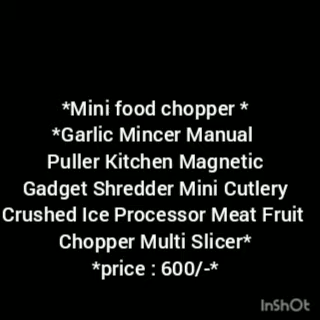 *Mini food chopper *
*Garlic Mincer Manual
Puller Kitchen Magnetic
Gadget Shredder Mini Cutlery
Crushed Ice Processor Meat Fruit
Chopper Multi Slicer*
*price : 600/-*
InShOt